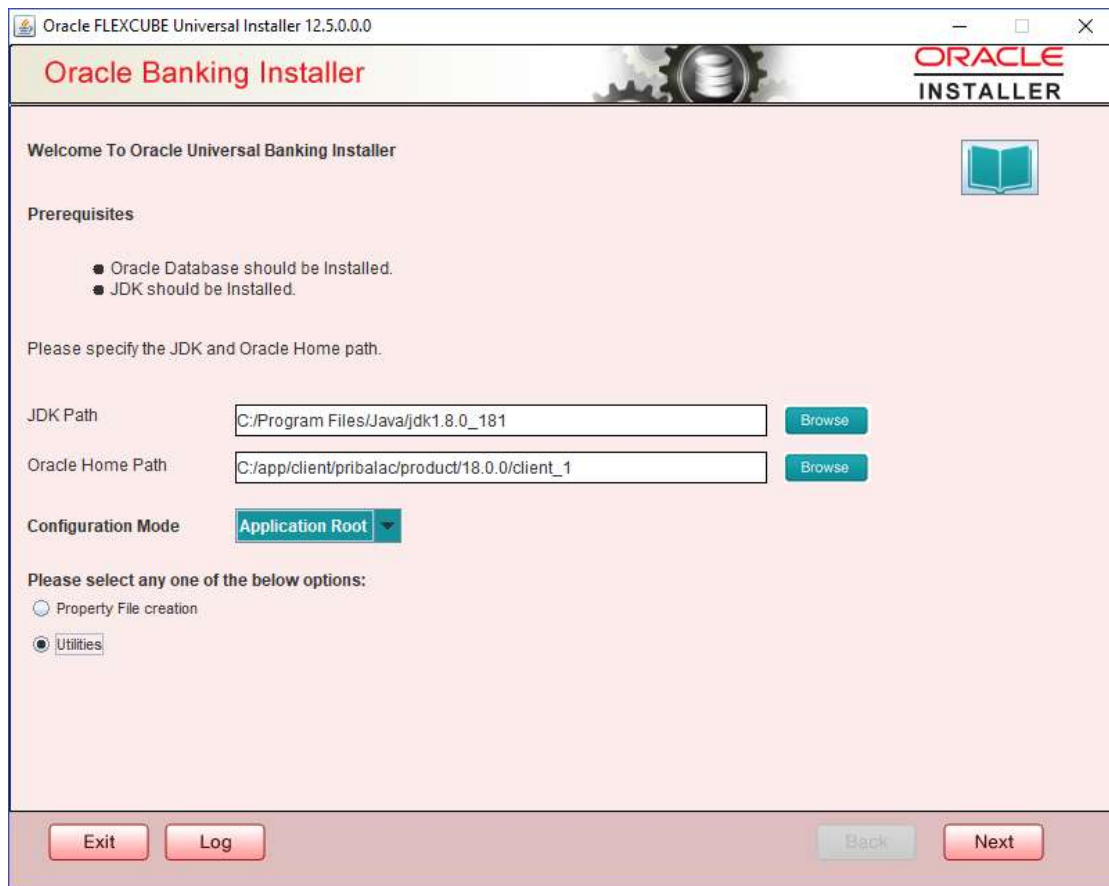 Oracle FLEXCUBE Universal Installer 12.5.0.0.0
Oracle Banking Installer
ORACLE
INSTALLER
Welcome To Oracle Universal Banking Installer
Prerequisites
Oracle Database should be Installed.
JDK should be Installed.
Please specify the JDK and Oracle Home path.
JDK Path
C:/Program Files/Java/jdk1.8.0_181
Browse
Oracle Home Path
C:/app/client/pribalac/product/18.0.0/client_1
Browse
Configuration Mode
Application Root
Please select any one of the below options:
Property File creation
Utilities
Exit
Log
Back
Next